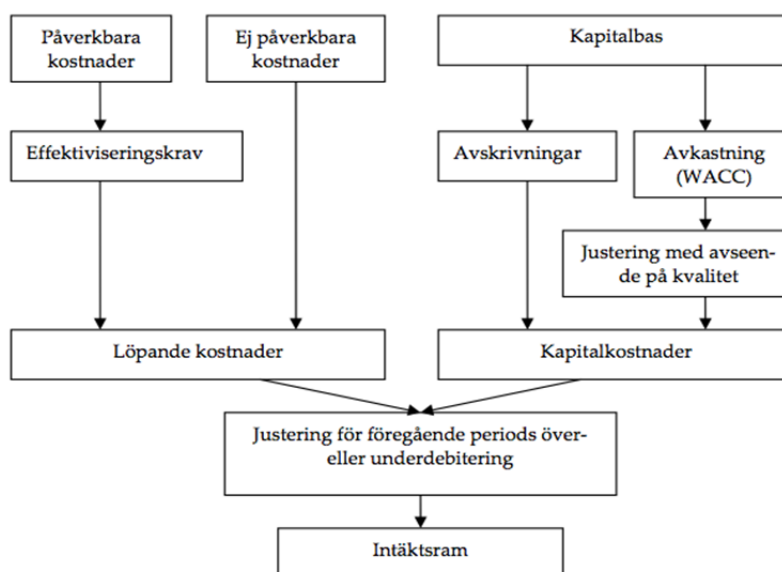 Påverkbara
kostnader
Ej påverkbara
kostnader
Kapitalbas
Effektiviseringskrav
Avskrivningar
Avkastning
(WACC)
Justering med avseen-
de på kvalitet
Löpande kostnader
Kapitalkostnader
Justering för föregående periods över-
eller underdebitering
Intäktsram